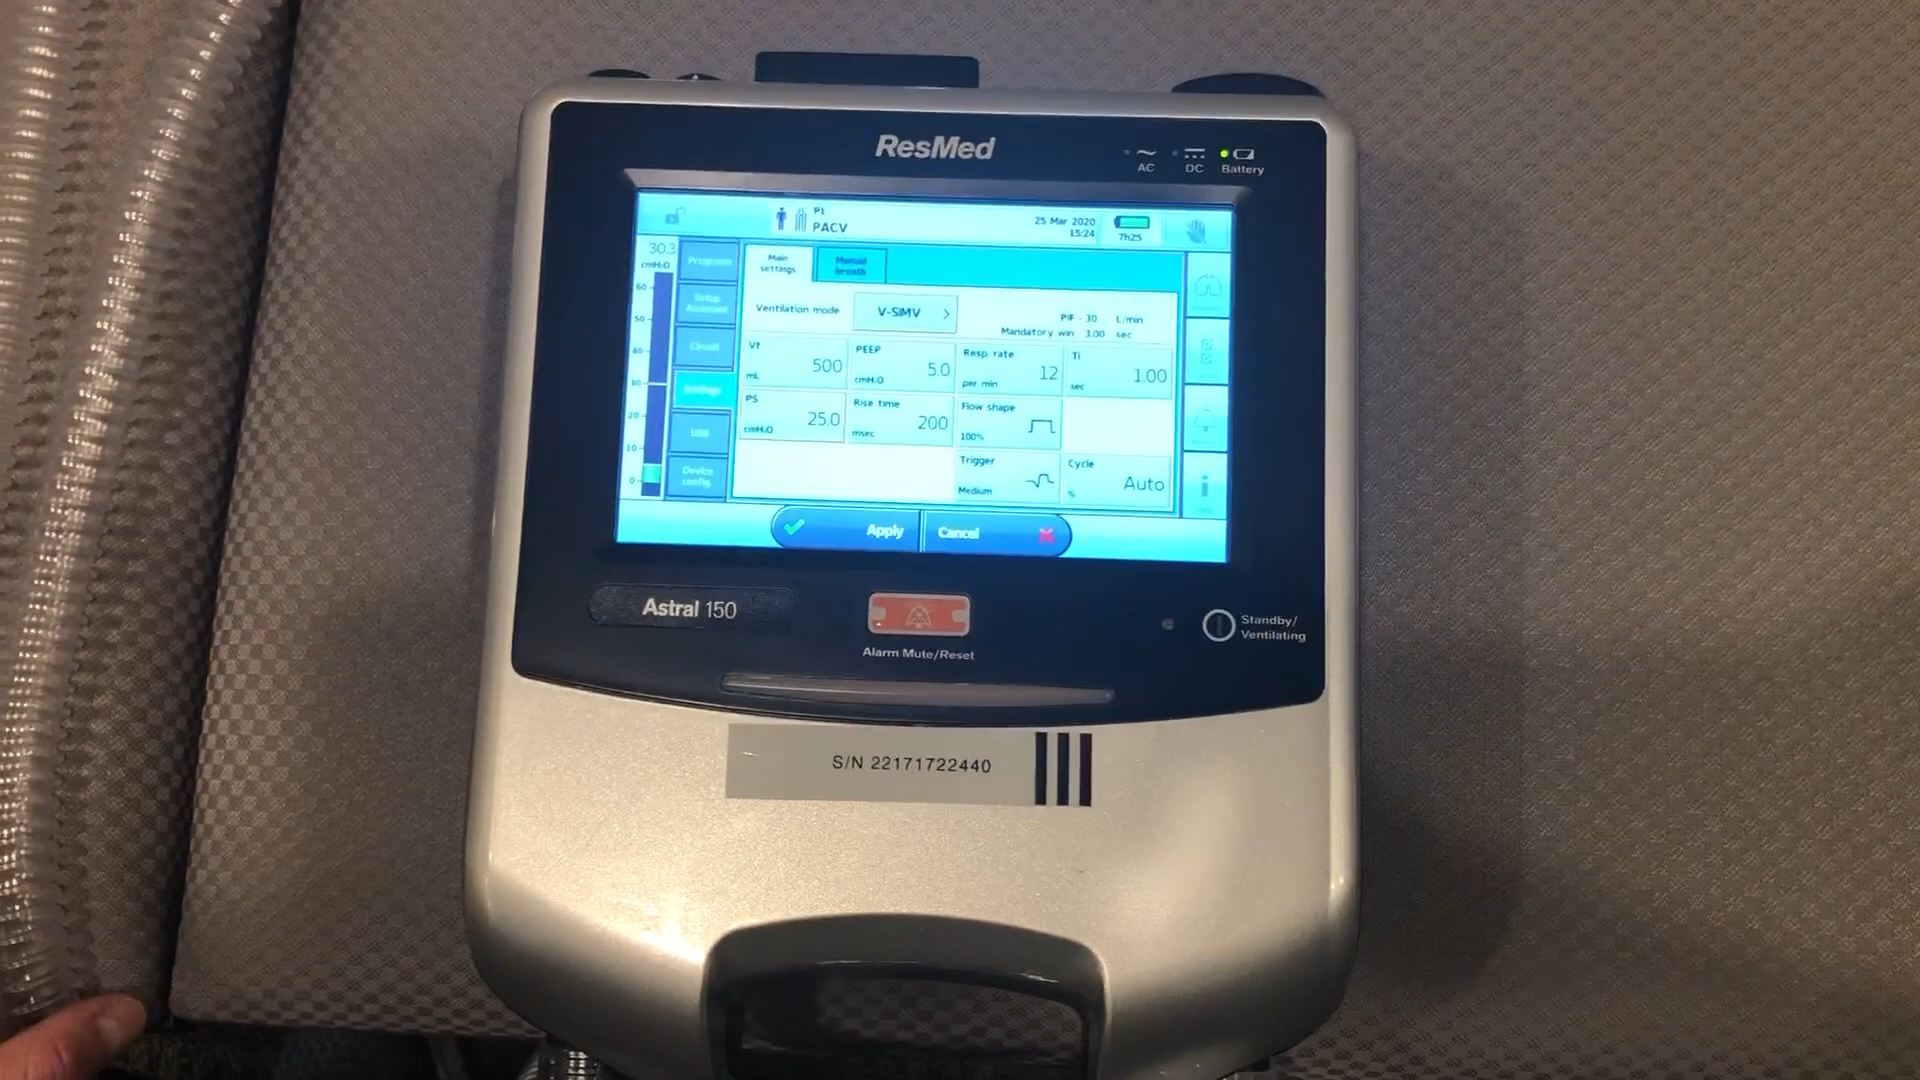 ResMed
AC
DC
Battery
P1
PACV
25 Mar 2020
15:24
7h25
30.3
cmH2O
60
50
40
30
20
10
0
Programs
Setup
Assistant
Circuit
Settings
USB
Device
config.
Main
settings
Manual
breath
Ventilation mode
V-SIMV
PIF - 30 L/min
Mandatory win 3.00 sec
Vt
500
mL
PEEP
5.0
cmH2O
Resp. rate
12
per min
Ti
1.00
sec
PS
25.0
cmH2O
Rise time
200
msec
Flow shape
100%
Trigger
Medium
Cycle
Auto
%
Apply
Cancel
Astral 150
Alarm Mute/Reset
Standby/
Ventilating
S/N 22171722440